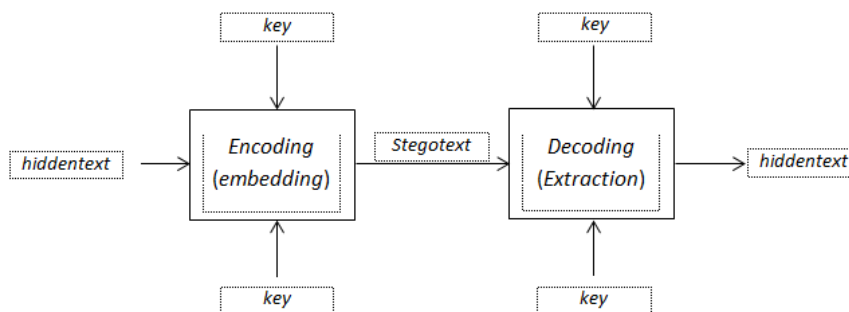 key
key
Encoding
(embedding)
Stegotext
Decoding
(Extraction)
hiddentext
hiddentext
key
key